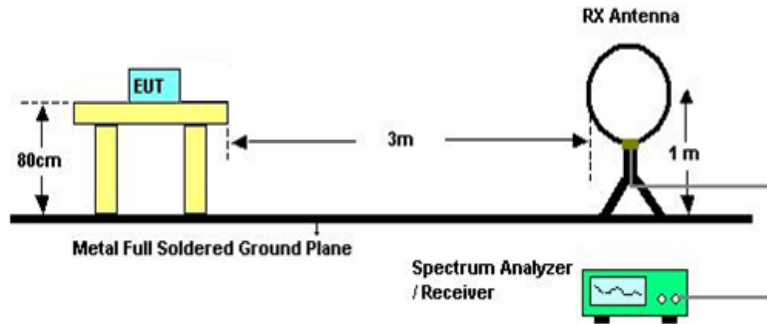 RX Antenna
EUT
3m
80cm
1 m
Metal Full Soldered Ground Plane
Spectrum Analyzer
/ Receiver